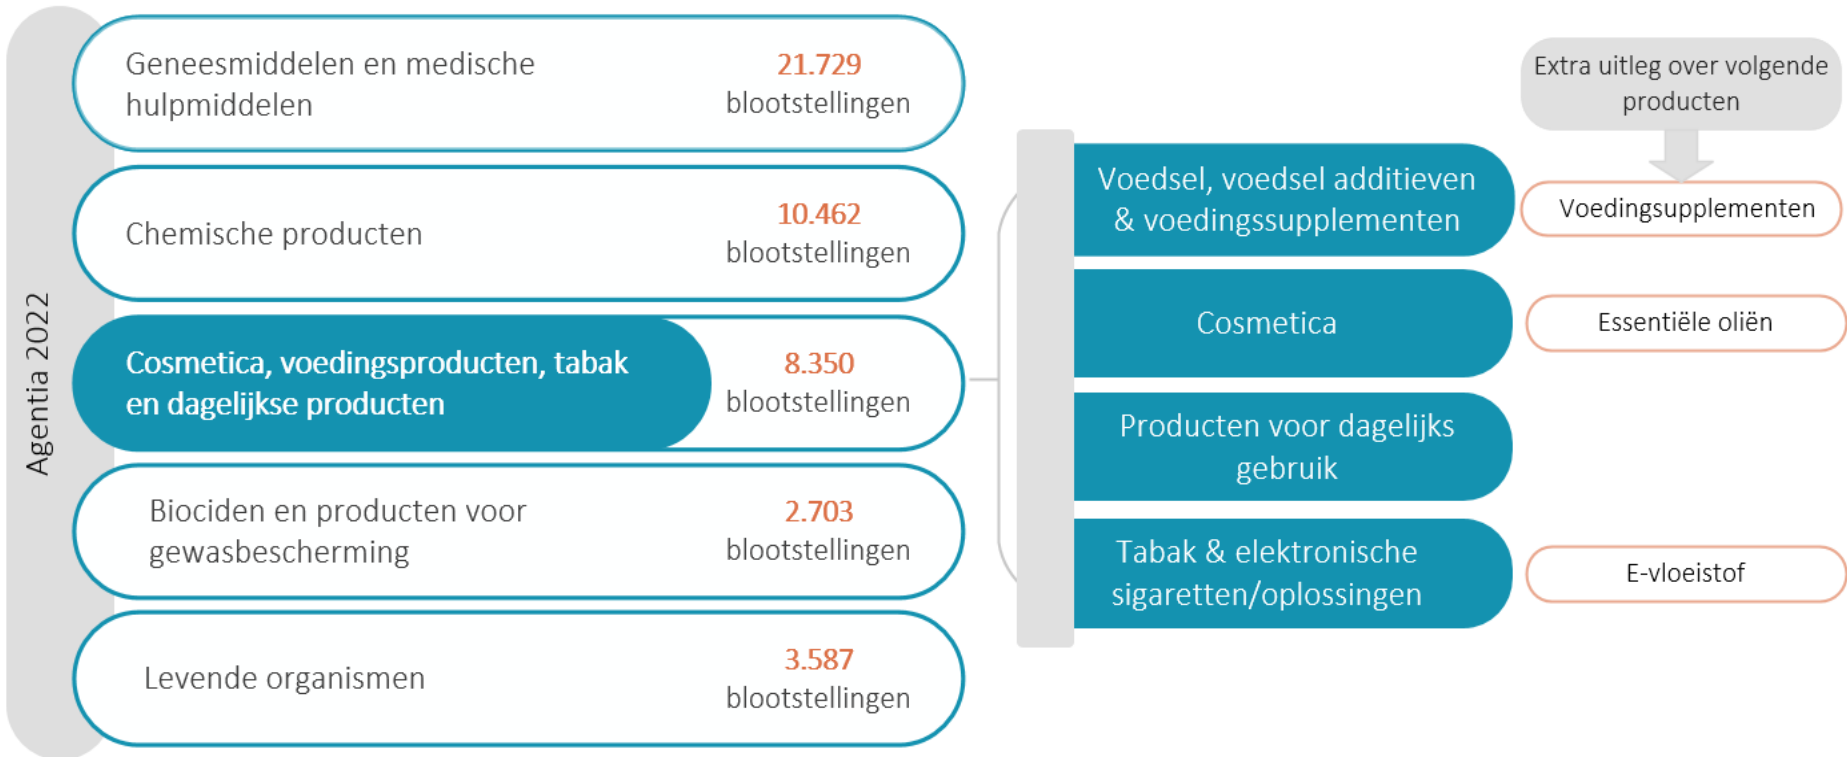 Agentia 2022
Geneesmiddelen en medische
hulpmiddelen
21.729
blootstellingen
Chemische producten
10.462
blootstellingen
Cosmetica, voedingsproducten, tabak
en dagelijkse producten
8.350
blootstellingen
Biociden en producten voor
gewasbescherming
2.703
blootstellingen
Levende organismen
3.587
blootstellingen
Voedsel, voedsel additieven
& voedingssupplementen
Cosmetica
Producten voor dagelijks
gebruik
Tabak & elektronische
sigaretten/oplossingen
Extra uitleg over volgende
producten
Voedingsupplementen
Essentiële oliën
E-vloeistof